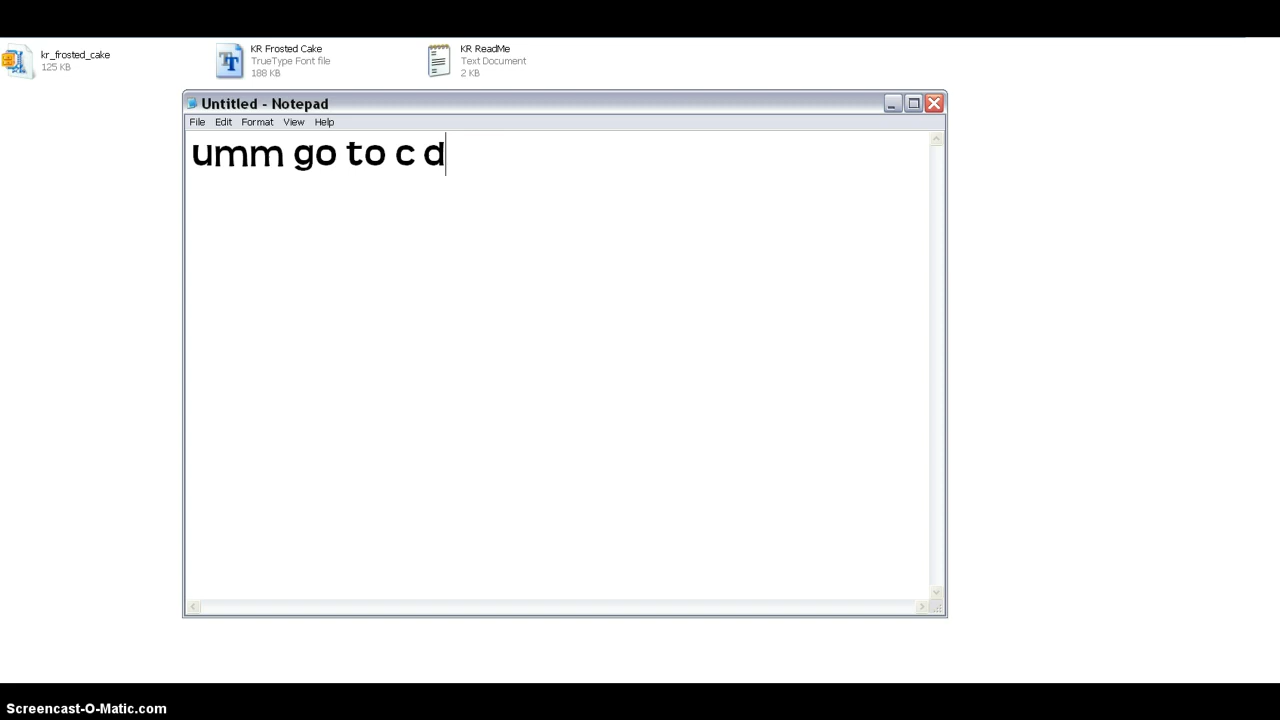 kr_frosted_cake
125 KB
KR Frosted Cake
TrueType Font file
188 KB
KR ReadMe
Text Document
2 KB
Untitled - Notepad
File Edit Format View Help
umm go to c d
Screencast-O-Matic.com